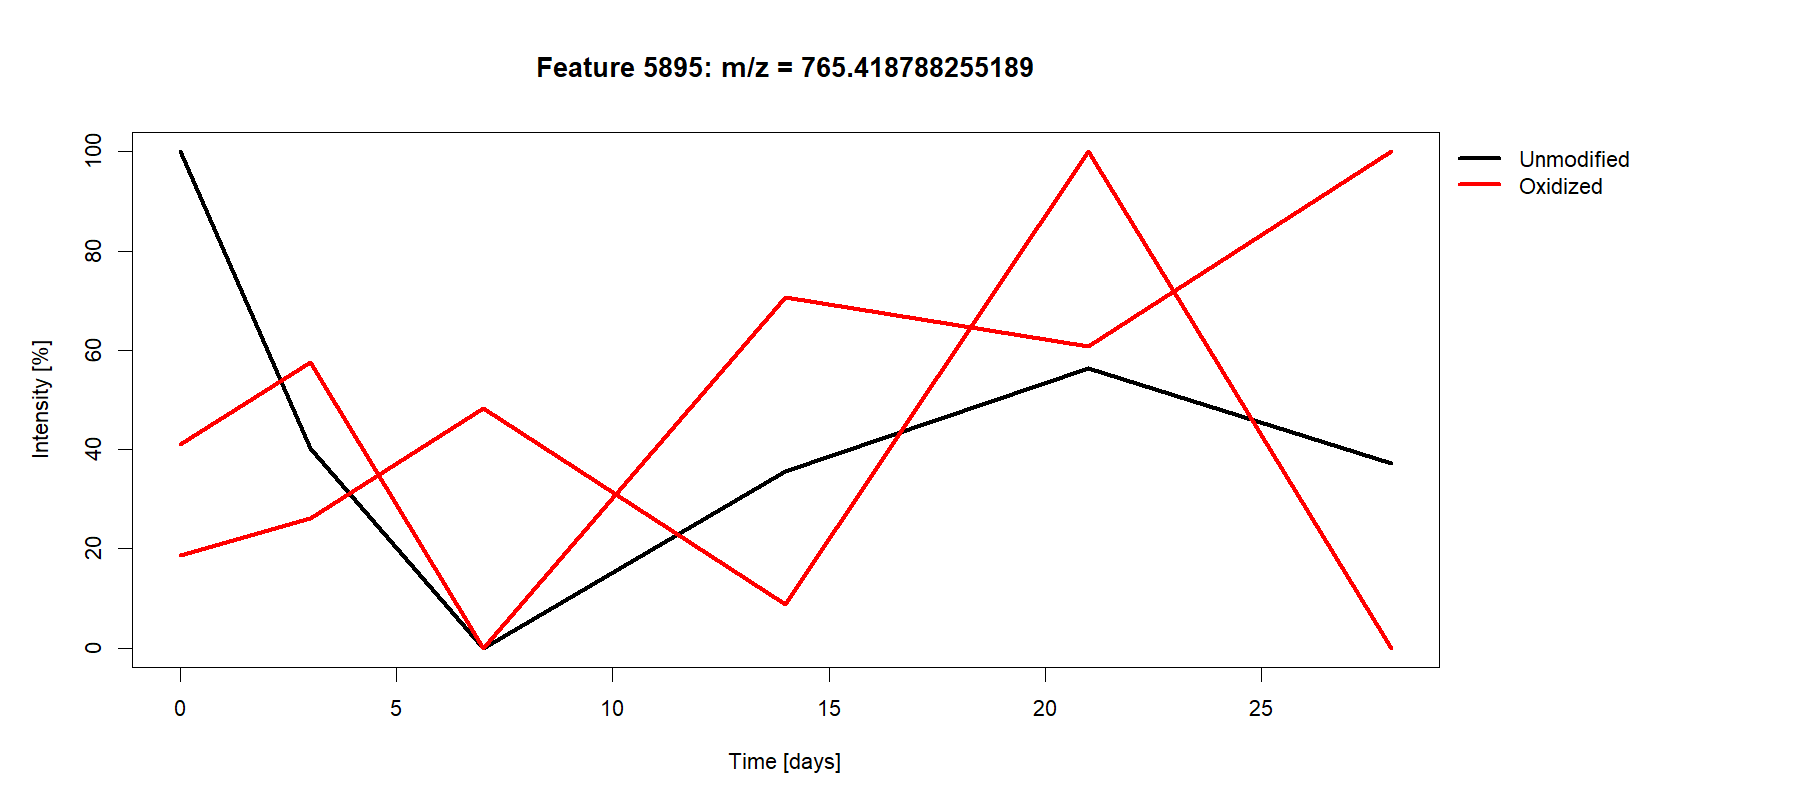 Feature 5895: m/z = 765.418788255189
Unmodified
Oxidized
100
80
60
40
20
0
Intensity [%]
0 5 10 15 20 25
Time [days]